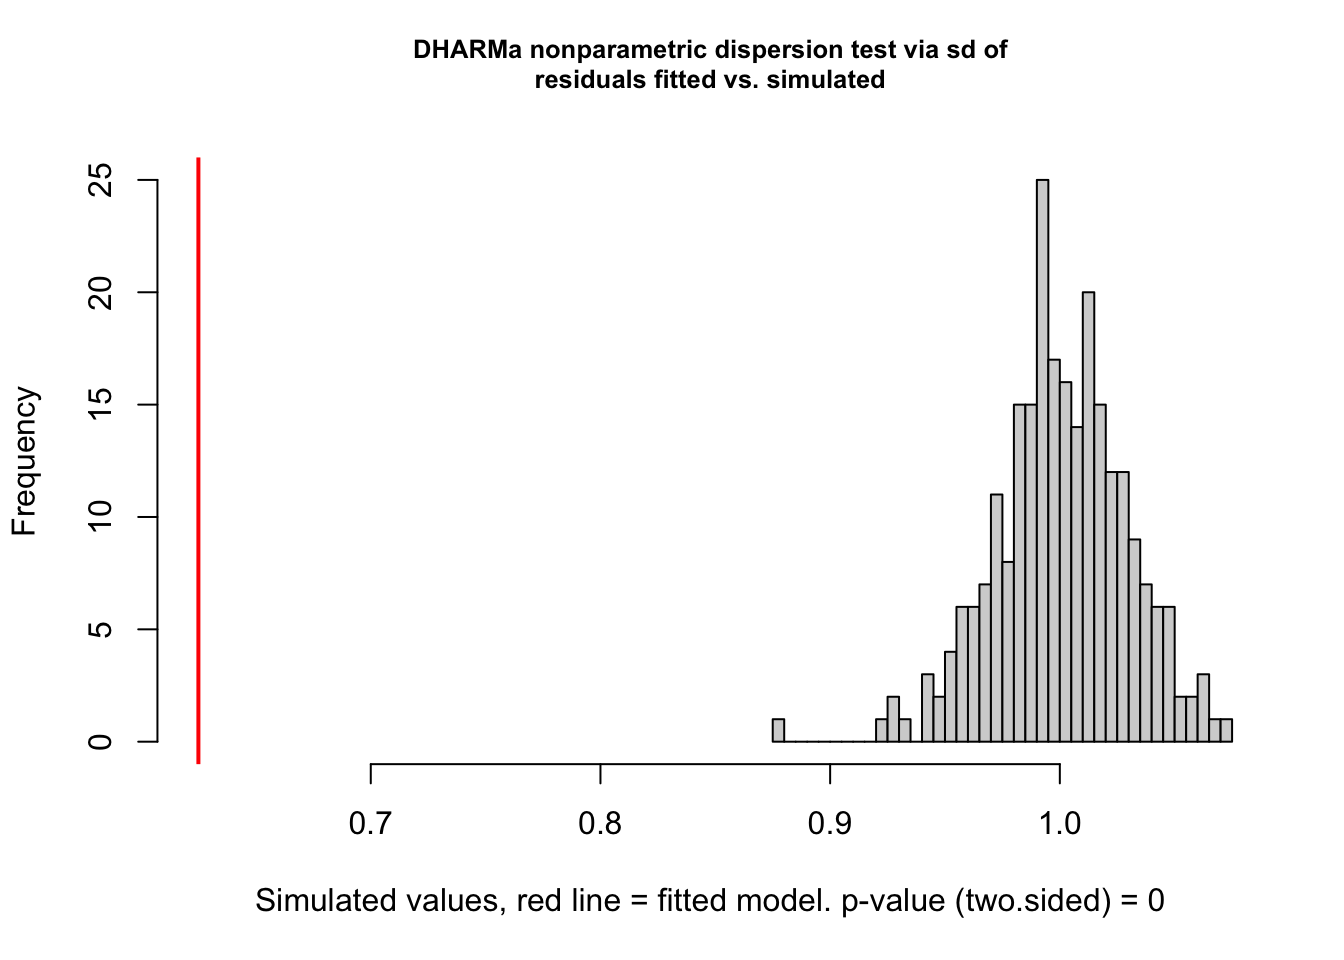 DHARMa nonparametric dispersion test via sd of
residuals fitted vs. simulated
Frequency
25
20
15
10
5
0
0.7 0.8 0.9 1.0
Simulated values, red line = fitted model. p-value (two.sided) = 0